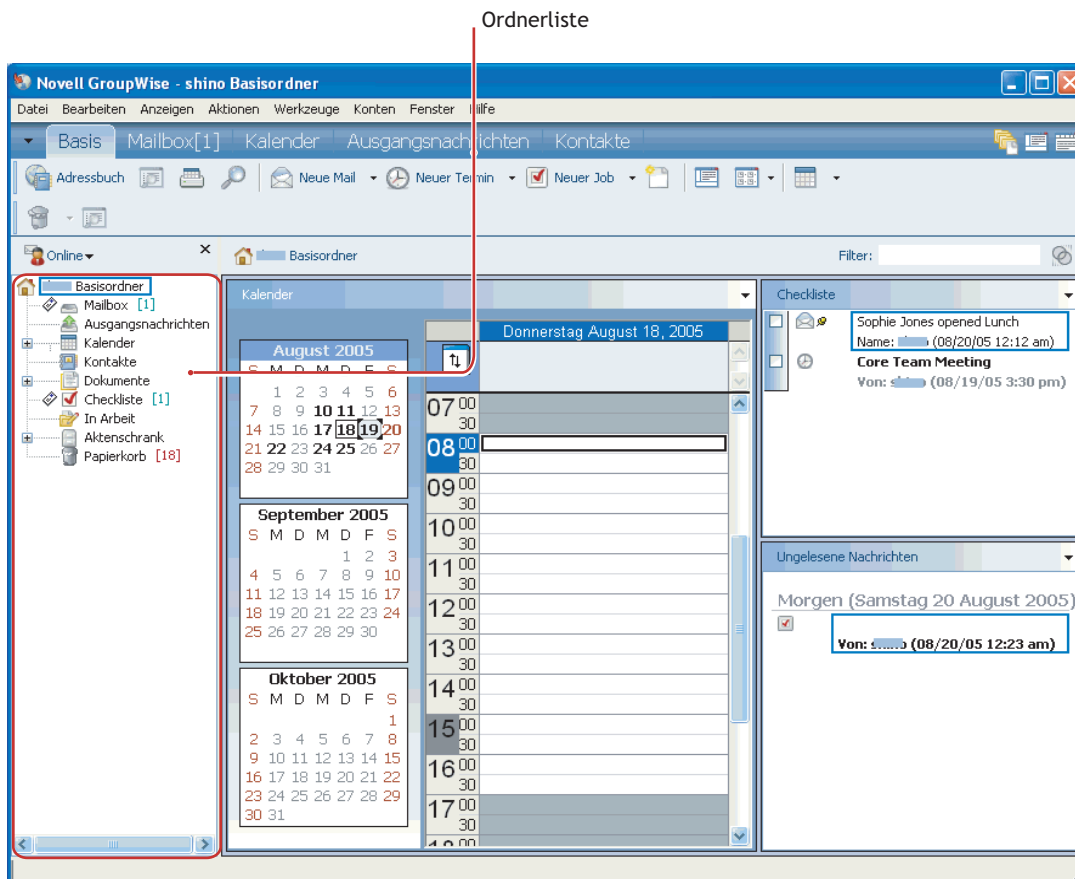 Ordnerliste
Novell GroupWise - shino Basisordner
Datei Bearbeiten Anzeigen Aktionen Werkzeuge Konten Fenster Hilfe
Basis Mailbox[1] Kalender Ausgangsnachrichten Kontakte
Adressbuch Neue Mail Neuer Termin Neuer Job
Online Basisordner Filter:
Basisordner
Mailbox [1]
Ausgangsnachrichten
Kalender
Kontakte
Dokumente
Checkliste [1]
In Arbeit
Aktenschrank
Papierkorb [18]
Kalender
August 2005
S M D M D F S
1 2 3 4 5 6
7 8 9 10 11 12 13
14 15 16 17 18 19 20
21 22 23 24 25 26 27
28 29 30 31
September 2005
S M D M D F S
1 2 3
4 5 6 7 8 9 10
11 12 13 14 15 16 17
18 19 20 21 22 23 24
25 26 27 28 29 30
Oktober 2005
S M D M D F S
1
2 3 4 5 6 7 8
9 10 11 12 13 14 15
16 17 18 19 20 21 22
23 24 25 26 27 28 29
30 31
Donnerstag August 18, 2005
07 00
30
08 00
30
09 00
30
10 00
30
11 00
30
12 00
30
13 00
30
14 00
30
15 00
30
16 00
30
17 00
30
Checkliste
Sophie Jones opened Lunch
Name: (08/20/05 12:12 am)
Core Team Meeting
Von: (08/19/05 3:30 pm)
Ungelesene Nachrichten
Morgen (Samstag 20 August 2005)
Von: (08/20/05 12:23 am)